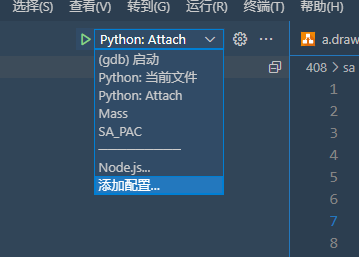 选择(S) 查看(V) 转到(G) 运行(R) 终端(T) 帮助(H)
Python: Attach
a.draw
(gdb) 启动
Python: 当前文件
Python: Attach
Mass
SA_PAC
Node.js...
添加配置...
408 > sa
1
2
3
4
5
6
7
8